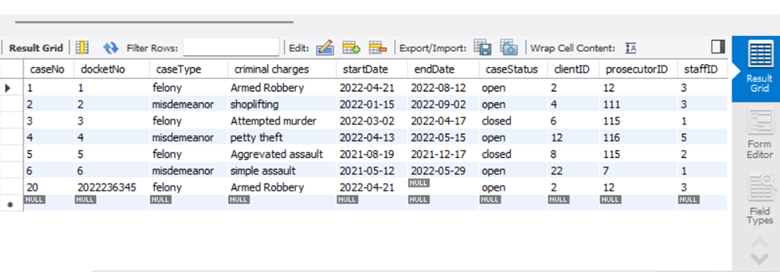 Result Grid Filter Rows: Edit: Export/Import: Wrap Cell Content:
caseNo docketNo caseType criminal charges startDate endDate caseStatus clientID prosecutorID staffID
1 1 felony Armed Robbery 2022-04-21 2022-08-12 open 2 12 3
2 2 misdemeanor shoplifting 2022-01-15 2022-09-02 open 4 111 3
3 3 felony Attempted murder 2022-03-02 2022-04-17 closed 6 115 1
4 4 misdemeanor petty theft 2022-04-13 2022-05-15 open 12 116 5
5 5 felony Aggrevated assault 2021-08-19 2021-12-17 closed 8 115 2
6 6 misdemeanor simple assault 2021-05-12 2022-05-29 open 22 7 1
20 2022236345 felony Armed Robbery 2022-04-21 NULL open 2 12 3
NULL NULL NULL NULL NULL NULL NULL NULL NULL NULL
Result
Grid
Form
Editor
Field
Types